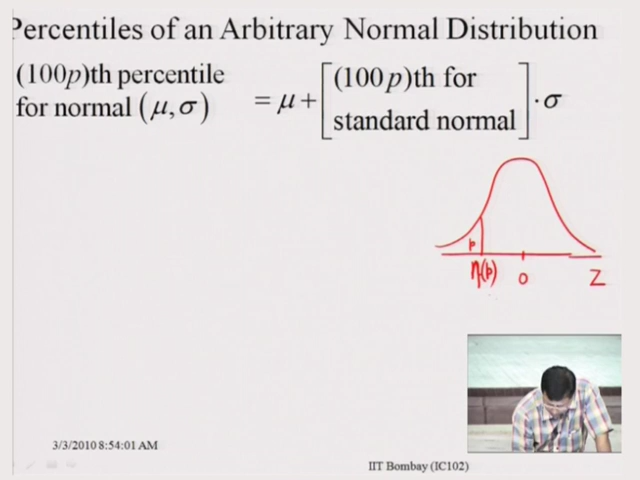 Percentiles of an Arbitrary Normal Distribution
(100p)th percentile
for normal (μ,σ)
= μ + [(100p)th for
standard normal] · σ
p
η(p) 0 Z
3/3/2010 8:54:01 AM
IIT Bombay (IC102)